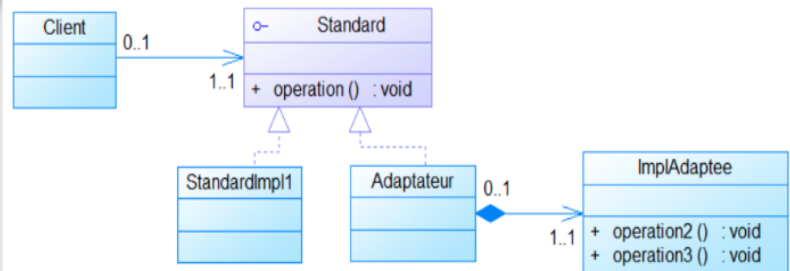 Client
Standard
0..1
1..1
+ operation () : void
StandardImpl1
Adaptateur
0..1
1..1
ImplAdaptee
+ operation2 () : void
+ operation3 () : void